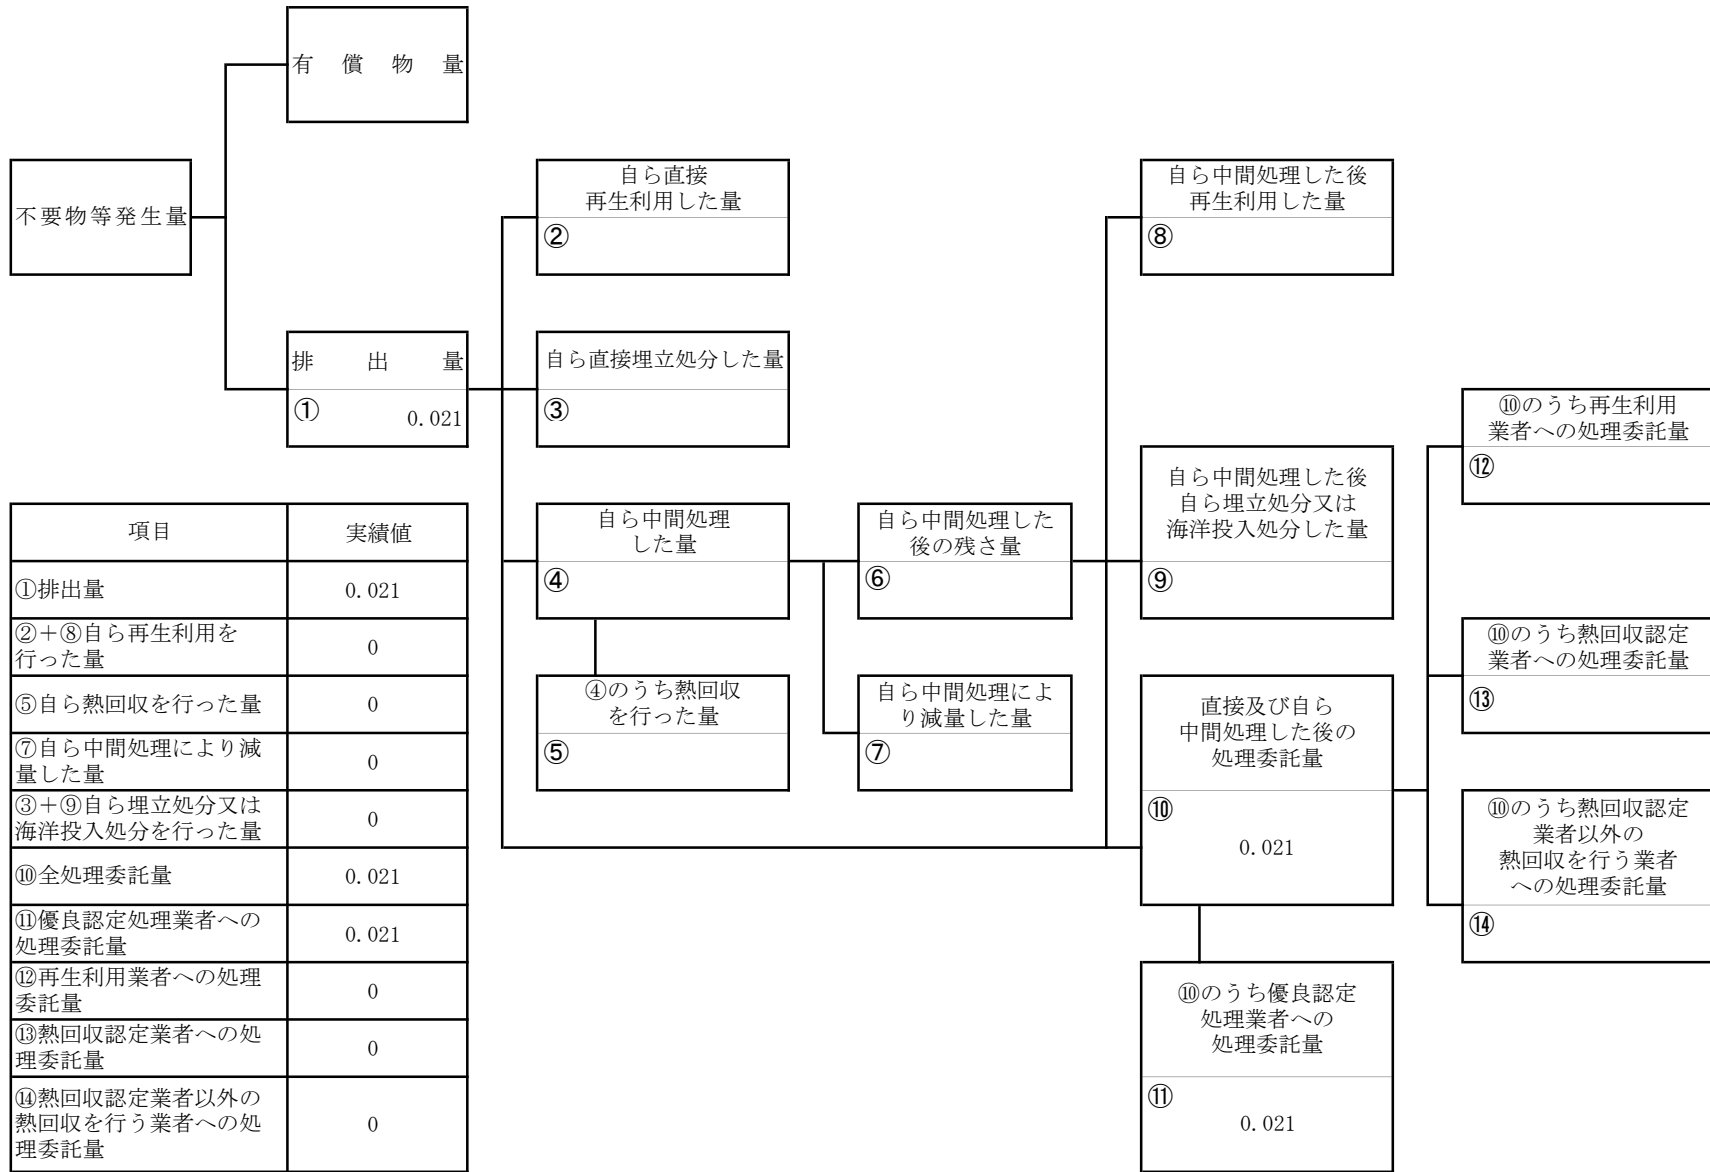 有償物量
不要物等発生量
排出量
①
0.021
自ら直接
再生利用した量
②
自ら直接埋立処分した量
③
自ら中間処理
した量
④
④のうち熱回収
を行った量
⑤
自ら中間処理した
後の残さ量
⑥
自ら中間処理によ
り減量した量
⑦
自ら中間処理した後
再生利用した量
⑧
自ら中間処理した後
自ら埋立処分又は
海洋投入処分した量
⑨
直接及び自ら
中間処理した後の
処理委託量
⑩
0.021
⑩のうち優良認定
処理業者への
処理委託量
⑪
0.021
⑩のうち再生利用
業者への処理委託量
⑫
⑩のうち熱回収認定
業者への処理委託量
⑬
⑩のうち熱回収認定
業者以外の
熱回収を行う業者
への処理委託量
⑭
項目 実績値
①排出量 0.021
②＋⑧自ら再生利用を
行った量 0
⑤自ら熱回収を行った量 0
⑦自ら中間処理により減
量した量 0
③＋⑨自ら埋立処分又は
海洋投入処分を行った量 0
⑩全処理委託量 0.021
⑪優良認定処理業者への
処理委託量 0.021
⑫再生利用業者への処理
委託量 0
⑬熱回収認定業者への処
理委託量 0
⑭熱回収認定業者以外の
熱回収を行う業者への処
理委託量 0